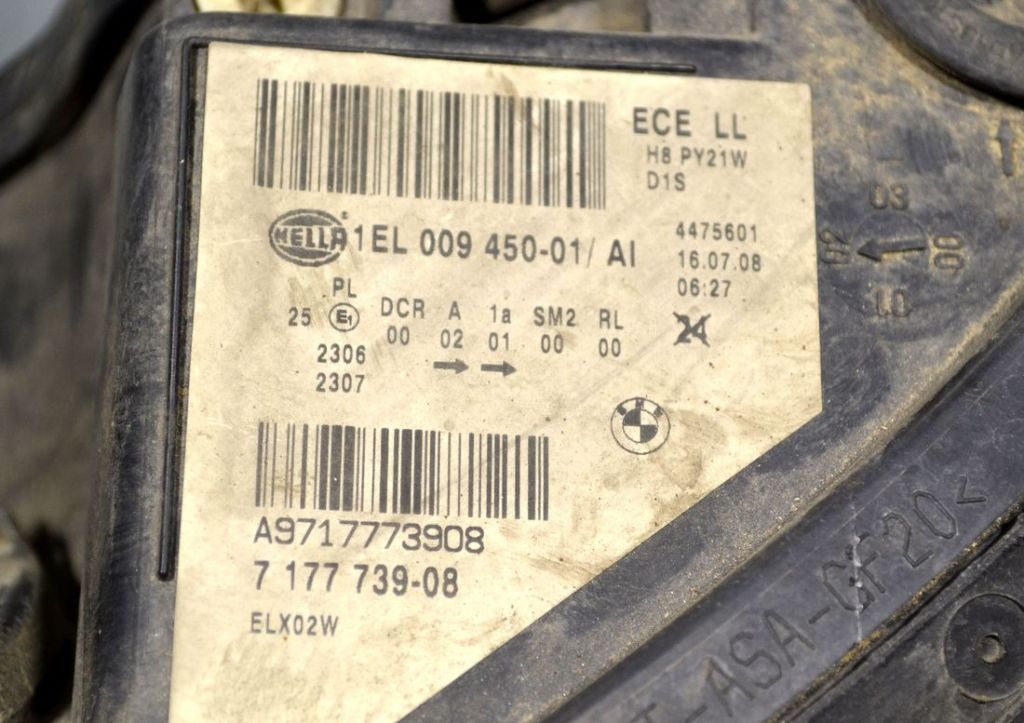 ECE LL
H8 PY21W
D1S
HELLA ® 1EL 009 450-01/ AI
4475601
16.07.08
06:27
24
PL
25 E1 DCR A 1a SM2 RL
00 02 01 00 00
2306
2307
BMW
A9717773908
7 177 739-08
ELX02W
03
02 00
01
-ASA-GF20<